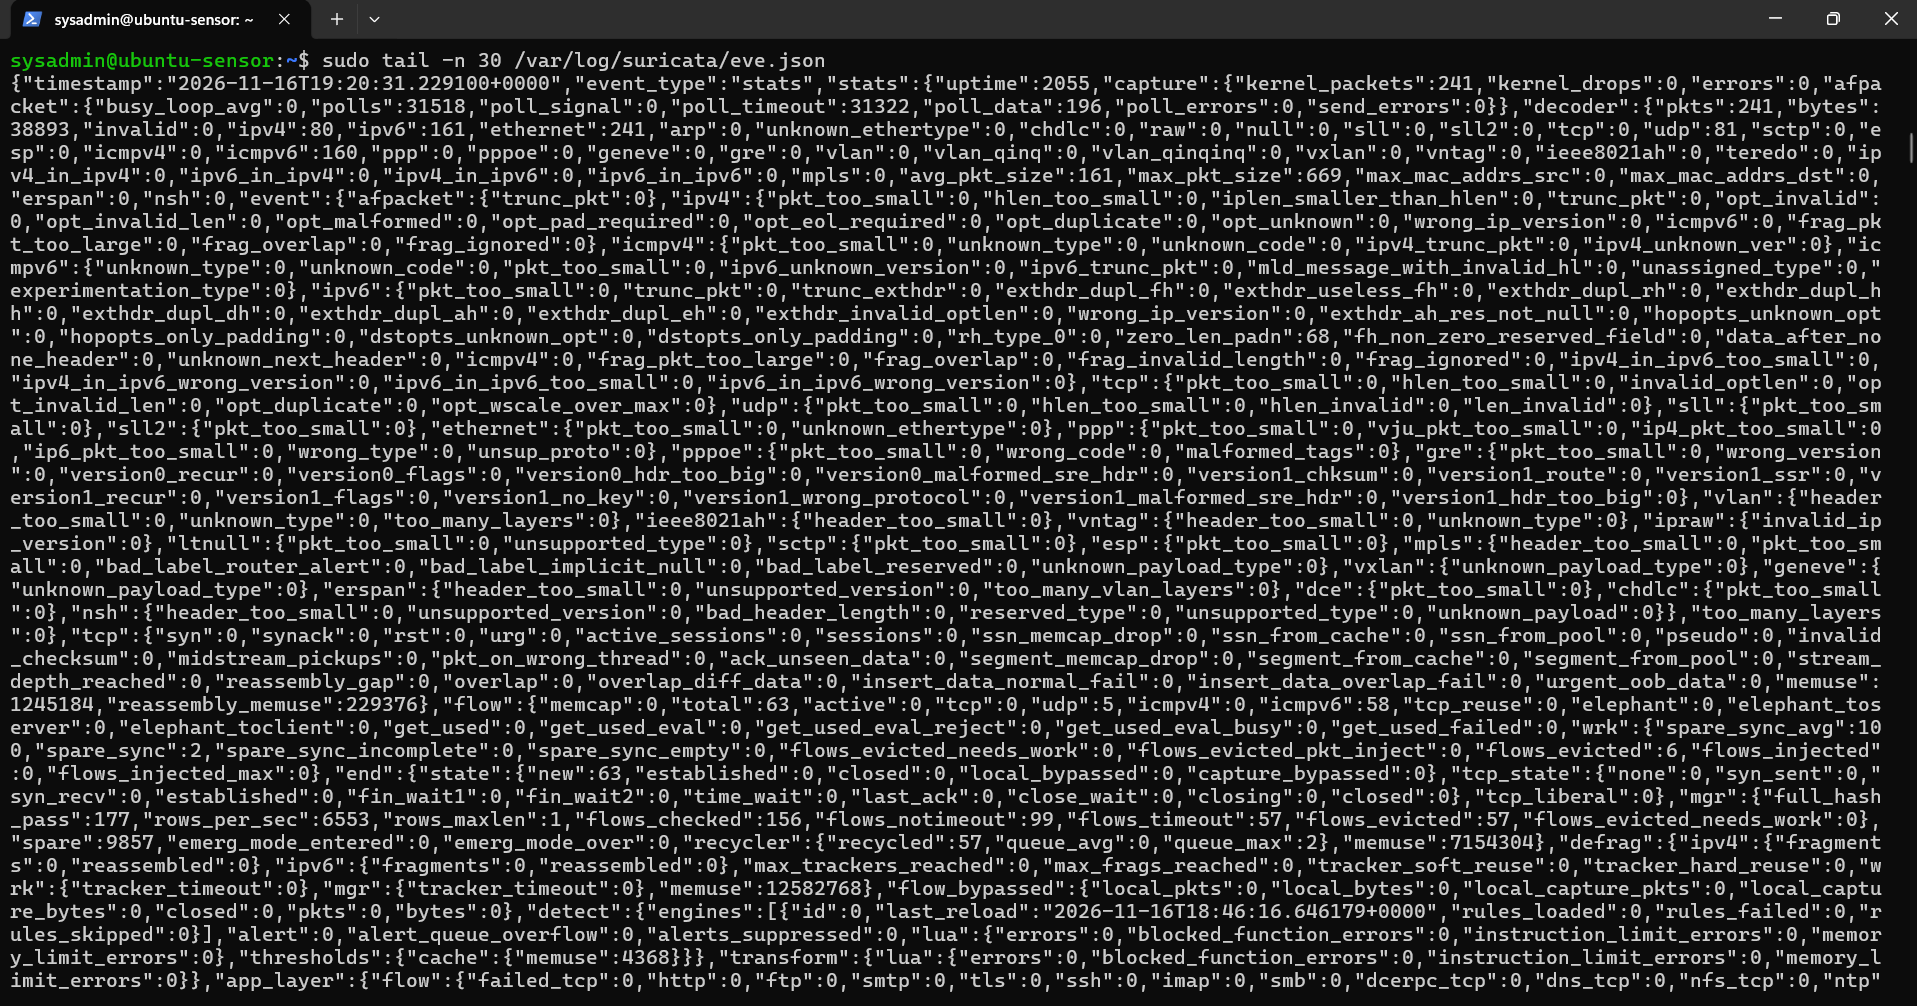 sysadmin@ubuntu-sensor: ~
sysadmin@ubuntu-sensor:~$ sudo tail -n 30 /var/log/suricata/eve.json
{"timestamp":"2026-11-16T19:20:31.229100+0000","event_type":"stats","stats":{"uptime":2055,"capture":{"kernel_packets":241,"kernel_drops":0,"errors":0,"afpa
cket":{"busy_loop_avg":0,"polls":31518,"poll_signal":0,"poll_timeout":31322,"poll_data":196,"poll_errors":0,"send_errors":0}},"decoder":{"pkts":241,"bytes":
38893,"invalid":0,"ipv4":80,"ipv6":161,"ethernet":241,"arp":0,"unknown_ethertype":0,"chdlc":0,"raw":0,"null":0,"sll":0,"sll2":0,"tcp":0,"udp":81,"sctp":0,"e
sp":0,"icmpv4":0,"icmpv6":160,"ppp":0,"pppoe":0,"geneve":0,"gre":0,"vlan":0,"vlan_qinq":0,"vlan_qinqinq":0,"vxlan":0,"vntag":0,"ieee8021ah":0,"teredo":0,"ip
v4_in_ipv4":0,"ipv6_in_ipv4":0,"ipv4_in_ipv6":0,"ipv6_in_ipv6":0,"mpls":0,"avg_pkt_size":161,"max_pkt_size":669,"max_mac_addrs_src":0,"max_mac_addrs_dst":0,
"erspan":0,"nsh":0,"event":{"afpacket":{"trunc_pkt":0},"ipv4":{"pkt_too_small":0,"hlen_too_small":0,"iplen_smaller_than_hlen":0,"trunc_pkt":0,"opt_invalid":
0,"opt_invalid_len":0,"opt_malformed":0,"opt_pad_required":0,"opt_eol_required":0,"opt_duplicate":0,"opt_unknown":0,"wrong_ip_version":0,"icmpv6":0,"frag_pk
t_too_large":0,"frag_overlap":0,"frag_ignored":0},"icmpv4":{"pkt_too_small":0,"unknown_type":0,"unknown_code":0,"ipv4_trunc_pkt":0,"ipv4_unknown_ver":0},"ic
mpv6":{"unknown_type":0,"unknown_code":0,"pkt_too_small":0,"ipv6_unknown_version":0,"ipv6_trunc_pkt":0,"mld_message_with_invalid_hl":0,"unassigned_type":0,"
experimentation_type":0},"ipv6":{"pkt_too_small":0,"trunc_pkt":0,"trunc_exthdr":0,"exthdr_dupl_fh":0,"exthdr_useless_fh":0,"exthdr_dupl_rh":0,"exthdr_dupl_h
h":0,"exthdr_dupl_dh":0,"exthdr_dupl_ah":0,"exthdr_dupl_eh":0,"exthdr_invalid_optlen":0,"wrong_ip_version":0,"exthdr_ah_res_not_null":0,"hopopts_unknown_opt
":0,"hopopts_only_padding":0,"dstopts_unknown_opt":0,"dstopts_only_padding":0,"rh_type_0":0,"zero_len_padn":68,"fh_non_zero_reserved_field":0,"data_after_no
ne_header":0,"unknown_next_header":0,"icmpv4":0,"frag_pkt_too_large":0,"frag_overlap":0,"frag_invalid_length":0,"frag_ignored":0,"ipv4_in_ipv6_too_small":0,
"ipv4_in_ipv6_wrong_version":0,"ipv6_in_ipv6_too_small":0,"ipv6_in_ipv6_wrong_version":0},"tcp":{"pkt_too_small":0,"hlen_too_small":0,"invalid_optlen":0,"op
t_invalid_len":0,"opt_duplicate":0,"opt_wscale_over_max":0},"udp":{"pkt_too_small":0,"hlen_too_small":0,"hlen_invalid":0,"len_invalid":0},"sll":{"pkt_too_sm
all":0},"sll2":{"pkt_too_small":0},"ethernet":{"pkt_too_small":0,"unknown_ethertype":0},"ppp":{"pkt_too_small":0,"vju_pkt_too_small":0,"ip4_pkt_too_small":0
,"ip6_pkt_too_small":0,"wrong_type":0,"unsup_proto":0},"pppoe":{"pkt_too_small":0,"wrong_code":0,"malformed_tags":0},"gre":{"pkt_too_small":0,"wrong_version
":0,"version0_recur":0,"version0_flags":0,"version0_hdr_too_big":0,"version0_malformed_sre_hdr":0,"version1_chksum":0,"version1_route":0,"version1_ssr":0,"v
ersion1_recur":0,"version1_flags":0,"version1_no_key":0,"version1_wrong_protocol":0,"version1_malformed_sre_hdr":0,"version1_hdr_too_big":0},"vlan":{"header
_too_small":0,"unknown_type":0,"too_many_layers":0},"ieee8021ah":{"header_too_small":0},"vntag":{"header_too_small":0,"unknown_type":0},"ipraw":{"invalid_ip
_version":0},"ltnull":{"pkt_too_small":0,"unsupported_type":0},"sctp":{"pkt_too_small":0},"esp":{"pkt_too_small":0},"mpls":{"header_too_small":0,"pkt_too_sm
all":0,"bad_label_router_alert":0,"bad_label_implicit_null":0,"bad_label_reserved":0,"unknown_payload_type":0},"vxlan":{"unknown_payload_type":0},"geneve":{
"unknown_payload_type":0},"erspan":{"header_too_small":0,"unsupported_version":0,"too_many_vlan_layers":0},"dce":{"pkt_too_small":0},"chdlc":{"pkt_too_small
":0},"nsh":{"header_too_small":0,"unsupported_version":0,"bad_header_length":0,"reserved_type":0,"unsupported_type":0,"unknown_payload":0}},"too_many_layers
":0},"tcp":{"syn":0,"synack":0,"rst":0,"urg":0,"active_sessions":0,"sessions":0,"ssn_memcap_drop":0,"ssn_from_cache":0,"ssn_from_pool":0,"pseudo":0,"invalid
_checksum":0,"midstream_pickups":0,"pkt_on_wrong_thread":0,"ack_unseen_data":0,"segment_memcap_drop":0,"segment_from_cache":0,"segment_from_pool":0,"stream_
depth_reached":0,"reassembly_gap":0,"overlap":0,"overlap_diff_data":0,"insert_data_normal_fail":0,"insert_data_overlap_fail":0,"urgent_oob_data":0,"memuse":
1245184,"reassembly_memuse":229376},"flow":{"memcap":0,"total":63,"active":0,"tcp":0,"udp":5,"icmpv4":0,"icmpv6":58,"tcp_reuse":0,"elephant":0,"elephant_tos
erver":0,"elephant_toclient":0,"get_used":0,"get_used_eval":0,"get_used_eval_reject":0,"get_used_eval_busy":0,"get_used_failed":0,"wrk":{"spare_sync_avg":10
0,"spare_sync":2,"spare_sync_incomplete":0,"spare_sync_empty":0,"flows_evicted_needs_work":0,"flows_evicted_pkt_inject":0,"flows_evicted":6,"flows_injected"
:0,"flows_injected_max":0},"end":{"state":{"new":63,"established":0,"closed":0,"local_bypassed":0,"capture_bypassed":0},"tcp_state":{"none":0,"syn_sent":0,"
syn_recv":0,"established":0,"fin_wait1":0,"fin_wait2":0,"time_wait":0,"last_ack":0,"close_wait":0,"closing":0,"closed":0},"tcp_liberal":0},"mgr":{"full_hash
_pass":177,"rows_per_sec":6553,"rows_maxlen":1,"flows_checked":156,"flows_notimeout":99,"flows_timeout":57,"flows_evicted":57,"flows_evicted_needs_work":0},
"spare":9857,"emerg_mode_entered":0,"emerg_mode_over":0,"recycler":{"recycled":57,"queue_avg":0,"queue_max":2},"memuse":7154304},"defrag":{"ipv4":{"fragment
s":0,"reassembled":0},"ipv6":{"fragments":0,"reassembled":0},"max_trackers_reached":0,"max_frags_reached":0,"tracker_soft_reuse":0,"tracker_hard_reuse":0,"w
rk":{"tracker_timeout":0},"mgr":{"tracker_timeout":0},"memuse":12582768},"flow_bypassed":{"local_pkts":0,"local_bytes":0,"local_capture_pkts":0,"local_captu
re_bytes":0,"closed":0,"pkts":0,"bytes":0},"detect":{"engines":[{"id":0,"last_reload":"2026-11-16T18:46:16.646179+0000","rules_loaded":0,"rules_failed":0,"r
ules_skipped":0}],"alert":0,"alert_queue_overflow":0,"alerts_suppressed":0,"lua":{"errors":0,"blocked_function_errors":0,"instruction_limit_errors":0,"memor
y_limit_errors":0},"thresholds":{"cache":{"memuse":4368}}},"transform":{"lua":{"errors":0,"blocked_function_errors":0,"instruction_limit_errors":0,"memory_l
imit_errors":0}},"app_layer":{"flow":{"failed_tcp":0,"http":0,"ftp":0,"smtp":0,"tls":0,"ssh":0,"imap":0,"smb":0,"dcerpc_tcp":0,"dns_tcp":0,"nfs_tcp":0,"ntp"